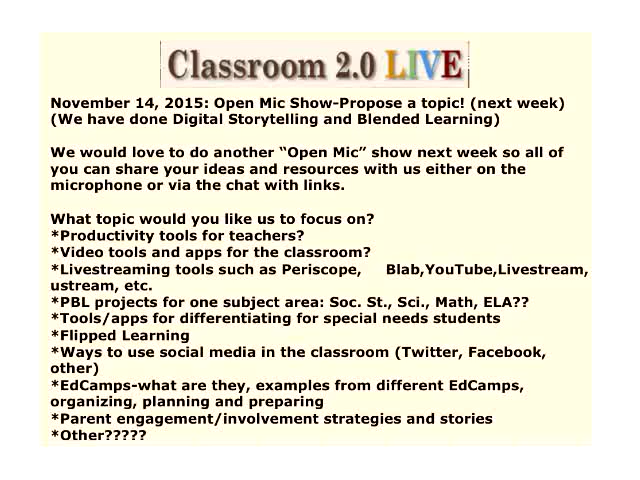 Classroom 2.0 LIVE
November 14, 2015: Open Mic Show-Propose a topic! (next week)
(We have done Digital Storytelling and Blended Learning)
We would love to do another “Open Mic” show next week so all of
you can share your ideas and resources with us either on the
microphone or via the chat with links.
What topic would you like us to focus on?
*Productivity tools for teachers?
*Video tools and apps for the classroom?
*Livestreaming tools such as Periscope, Blab,YouTube,Livestream,
ustream, etc.
*PBL projects for one subject area: Soc. St., Sci., Math, ELA??
*Tools/apps for differentiating for special needs students
*Flipped Learning
*Ways to use social media in the classroom (Twitter, Facebook,
other)
*EdCamps-what are they, examples from different EdCamps,
organizing, planning and preparing
*Parent engagement/involvement strategies and stories
*Other?????